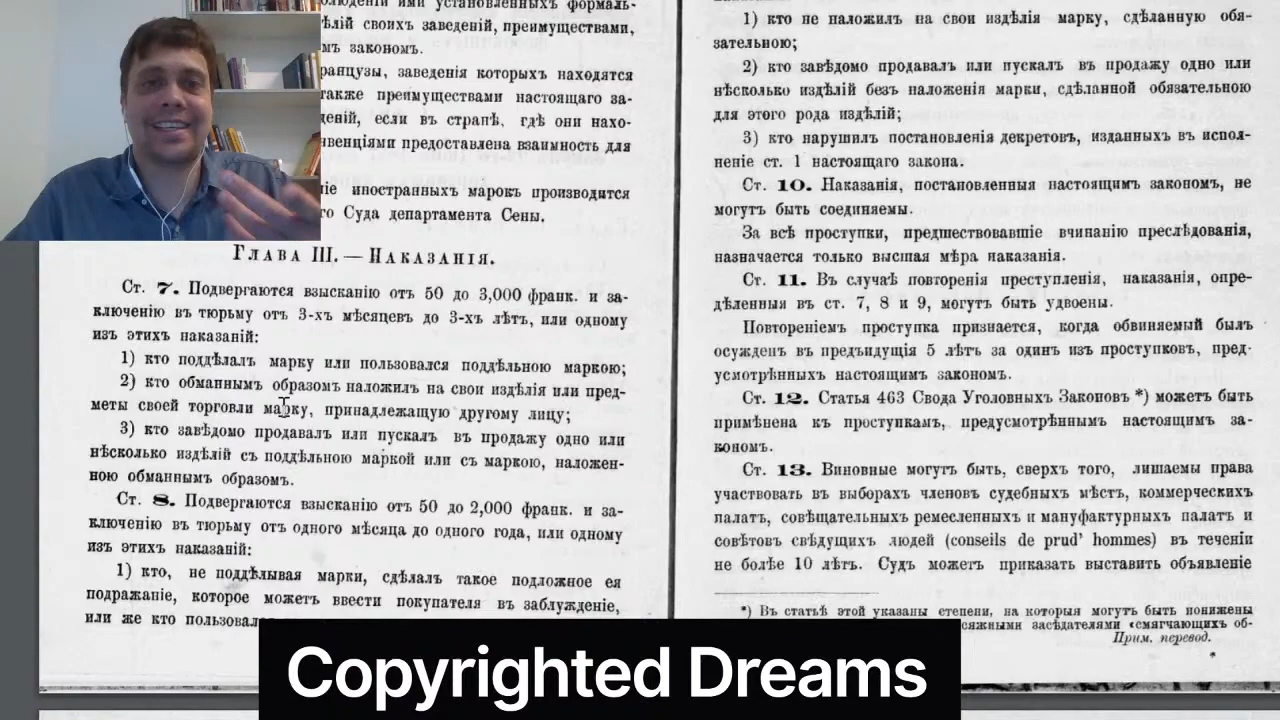 людении ими установленныхъ формаль-
елій своихъ заведеній, преимуществами,
мъ закономъ.
ранцузы, заведенія которыхъ находятся
также преимуществами настоящаго за-
деній, если въ странѣ, гдѣ они нахо-
нвенціями предоставлена взаимность для
ніе иностранныхъ марокъ производится
го Суда департамента Сены.
Глава III. — Наказанія.
Ст. 7. Подвергаются взысканію отъ 50 до 3,000 франк. и за-
ключенію въ тюрьму отъ 3-хъ мѣсяцевъ до 3-хъ лѣтъ, или одному
изъ этихъ наказаній:
1) кто поддѣлалъ марку или пользовался поддѣльною маркою;
2) кто обманнымъ образомъ наложилъ на свои издѣлія или пред-
меты своей торговли марку, принадлежащую другому лицу;
3) кто завѣдомо продавалъ или пускалъ въ продажу одно или
нѣсколько издѣлій съ поддѣльною маркой или съ маркою, наложен-
ною обманнымъ образомъ.
Ст. 8. Подвергаются взысканію отъ 50 до 2,000 франк. и за-
ключенію въ тюрьму отъ одного мѣсяца до одного года, или одному
изъ этихъ наказаній:
1) кто, не поддѣлывая марки, сдѣлалъ такое подложное ея
подражаніе, которое можетъ ввести покупателя въ заблужденіе,
или же кто пользовал
1) кто не наложилъ на свои издѣлія марку, сдѣланную обя-
зательною;
2) кто завѣдомо продавалъ или пускалъ въ продажу одно или
нѣсколько издѣлій безъ наложенія марки, сдѣланной обязательною
для этого рода издѣлій;
3) кто нарушилъ постановленія декретовъ, изданныхъ въ испол-
неніе ст. 1 настоящаго закона.
Ст. 10. Наказанія, постановленныя настоящимъ закономъ, не
могутъ быть соединяемы.
За всѣ проступки, предшествовавшіе вчинанію преслѣдованія,
назначается только высшая мѣра наказанія.
Ст. 11. Въ случаѣ повторенія преступленія, наказанія, опре-
дѣленныя въ ст. 7, 8 и 9, могутъ быть удвоены.
Повтореніемъ проступка признается, когда обвиняемый былъ
осужденъ въ предъидущія 5 лѣтъ за одинъ изъ проступковъ, пред-
усмотрѣнныхъ настоящимъ закономъ.
Ст. 12. Статья 463 Свода Уголовныхъ Законовъ *) можетъ быть
примѣнена къ проступкамъ, предусмотрѣннымъ настоящимъ за-
кономъ.
Ст. 13. Виновные могутъ быть, сверхъ того, лишаемы права
участвовать въ выборахъ членовъ судебныхъ мѣстъ, коммерческихъ
палатъ, совѣщательныхъ ремесленныхъ и мануфактурныхъ палатъ и
совѣтовъ свѣдущихъ людей (conseils de prud' hommes) въ теченіи
не болѣе 10 лѣтъ. Судъ можетъ приказать выставить объявленіе
*) Въ статьѣ этой указаны степени, на которыя могутъ быть понижены
сяжными засѣдателями «смягчающихъ об-
Прим. перевод.
*
Copyrighted Dreams